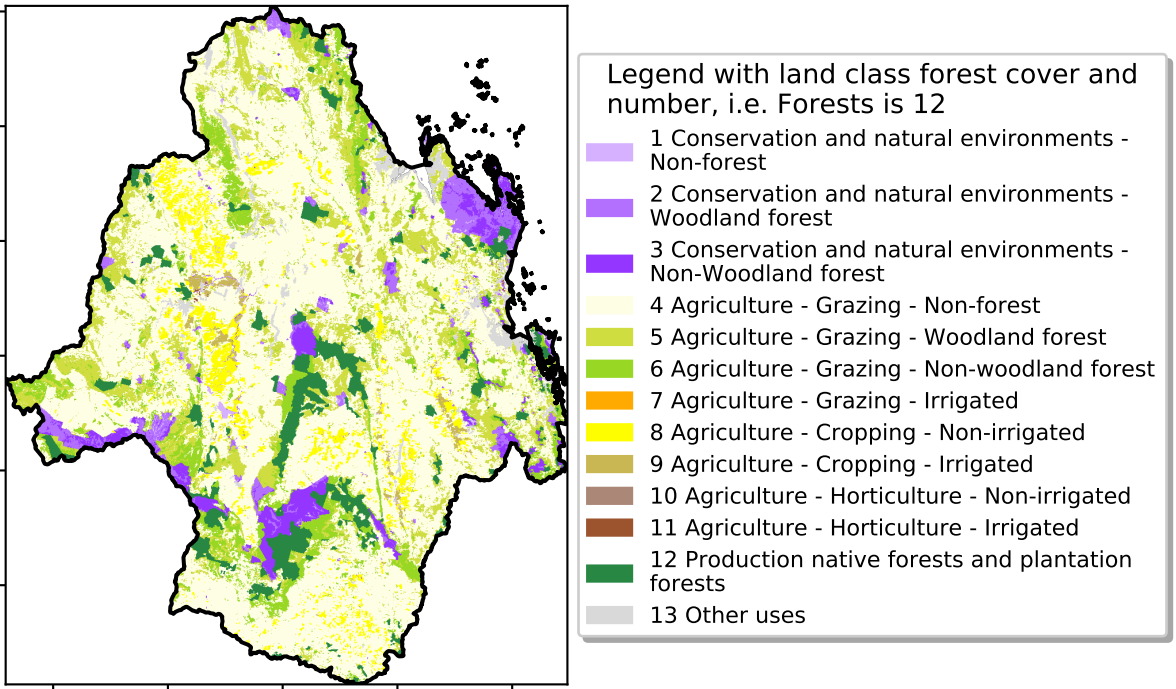 Legend with land class forest cover and
number, i.e. Forests is 12
1 Conservation and natural environments -
Non-forest
2 Conservation and natural environments -
Woodland forest
3 Conservation and natural environments -
Non-Woodland forest
4 Agriculture - Grazing - Non-forest
5 Agriculture - Grazing - Woodland forest
6 Agriculture - Grazing - Non-woodland forest
7 Agriculture - Grazing - Irrigated
8 Agriculture - Cropping - Non-irrigated
9 Agriculture - Cropping - Irrigated
10 Agriculture - Horticulture - Non-irrigated
11 Agriculture - Horticulture - Irrigated
12 Production native forests and plantation
forests
13 Other uses